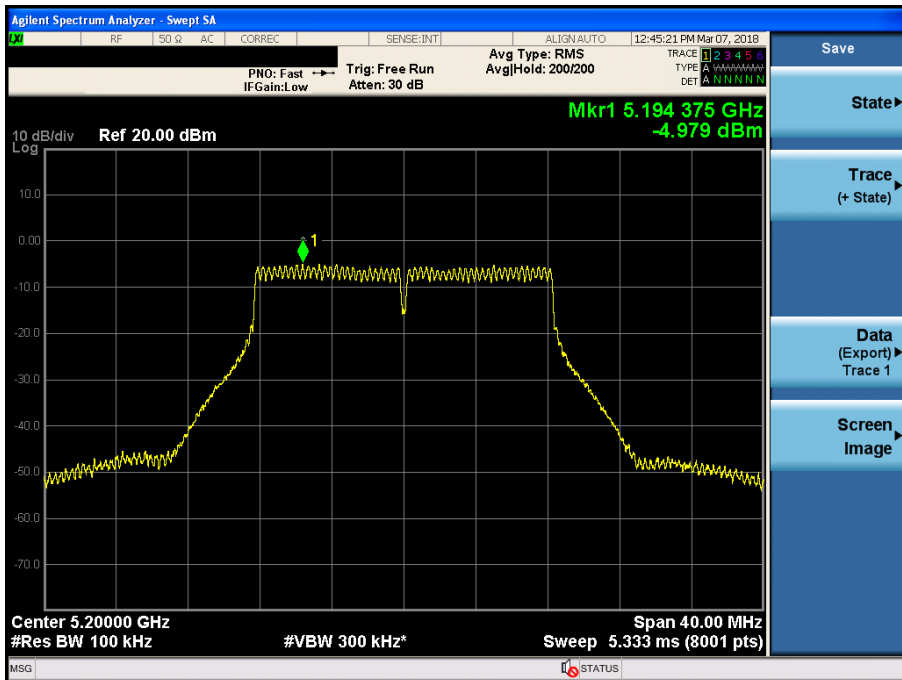 Agilent Spectrum Analyzer - Swept SA
LXI RF 50 Ω AC CORREC SENSE:INT ALIGN AUTO 12:45:21 PM Mar 07, 2018
PNO: Fast Trig: Free Run Avg Type: RMS TRACE 1 2 3 4 5 6
IFGain:Low Atten: 30 dB Avg|Hold: 200/200 TYPE A WWWWW
DET A N N N N N
Mkr1 5.194 375 GHz
-4.979 dBm
10 dB/div Ref 20.00 dBm
Log
10.0
0.00
-10.0
-20.0
-30.0
-40.0
-50.0
-60.0
-70.0
1
Center 5.20000 GHz Span 40.00 MHz
#Res BW 100 kHz #VBW 300 kHz* Sweep 5.333 ms (8001 pts)
MSG STATUS
Save
State
Trace
(+ State)
Data
(Export)
Trace 1
Screen
Image